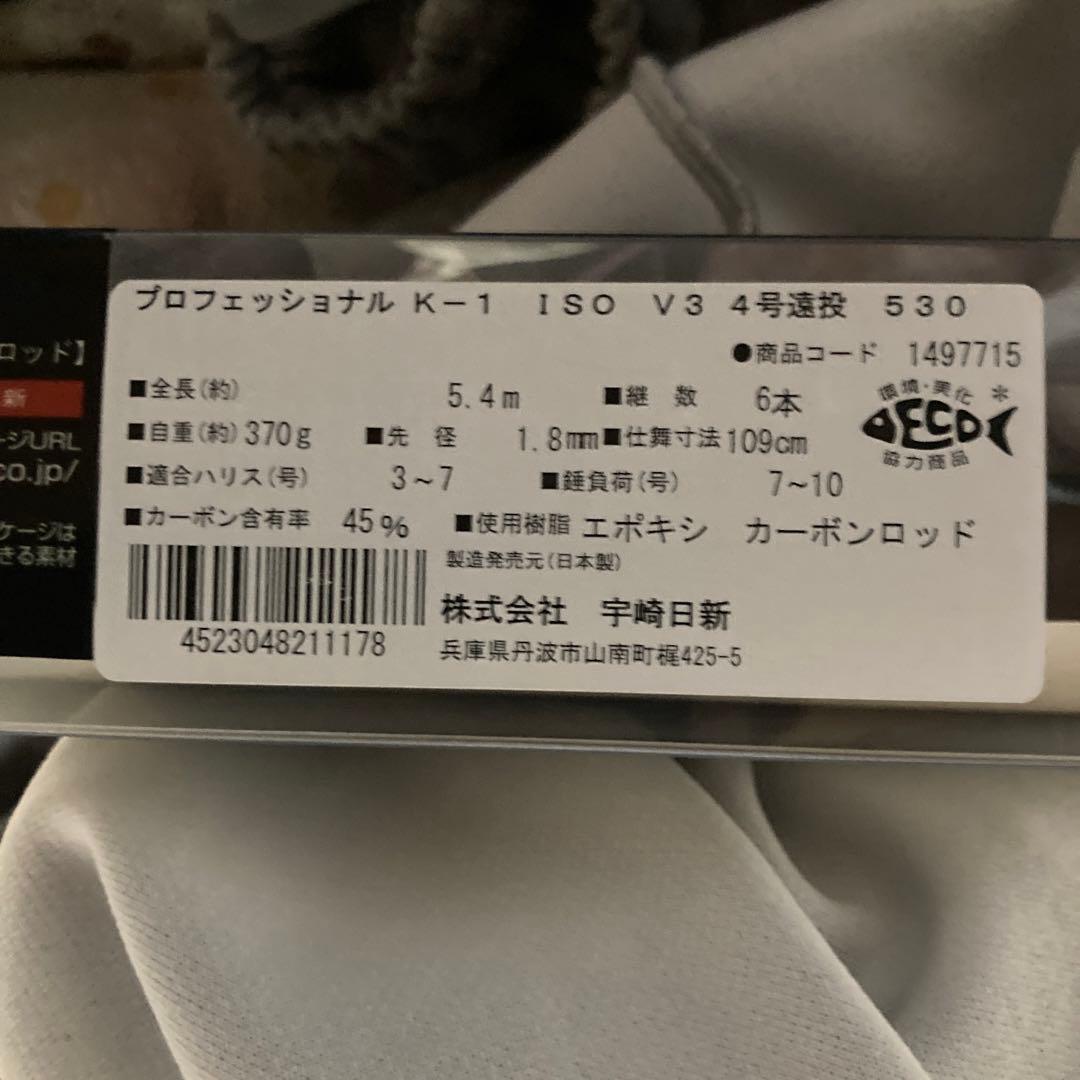 プロフェッショナル K-1 ISO V3 4号遠投 530
●商品コード 1497715
■全長(約) 5.4m ■継 数 6本
■自重(約) 370g ■先 径 1.8mm ■仕舞寸法 109cm
■適合ハリス(号) 3~7 ■錘負荷(号) 7~10
■カーボン含有率 45% ■使用樹脂 エポキシ カーボンロッド
環境・美化
DECO
協力商品
製造発売元(日本製)
株式会社 宇崎日新
兵庫県丹波市山南町梶425-5
4523048211178
ロッド】
新
ージURL
co.jp/
ケージは
きる素材